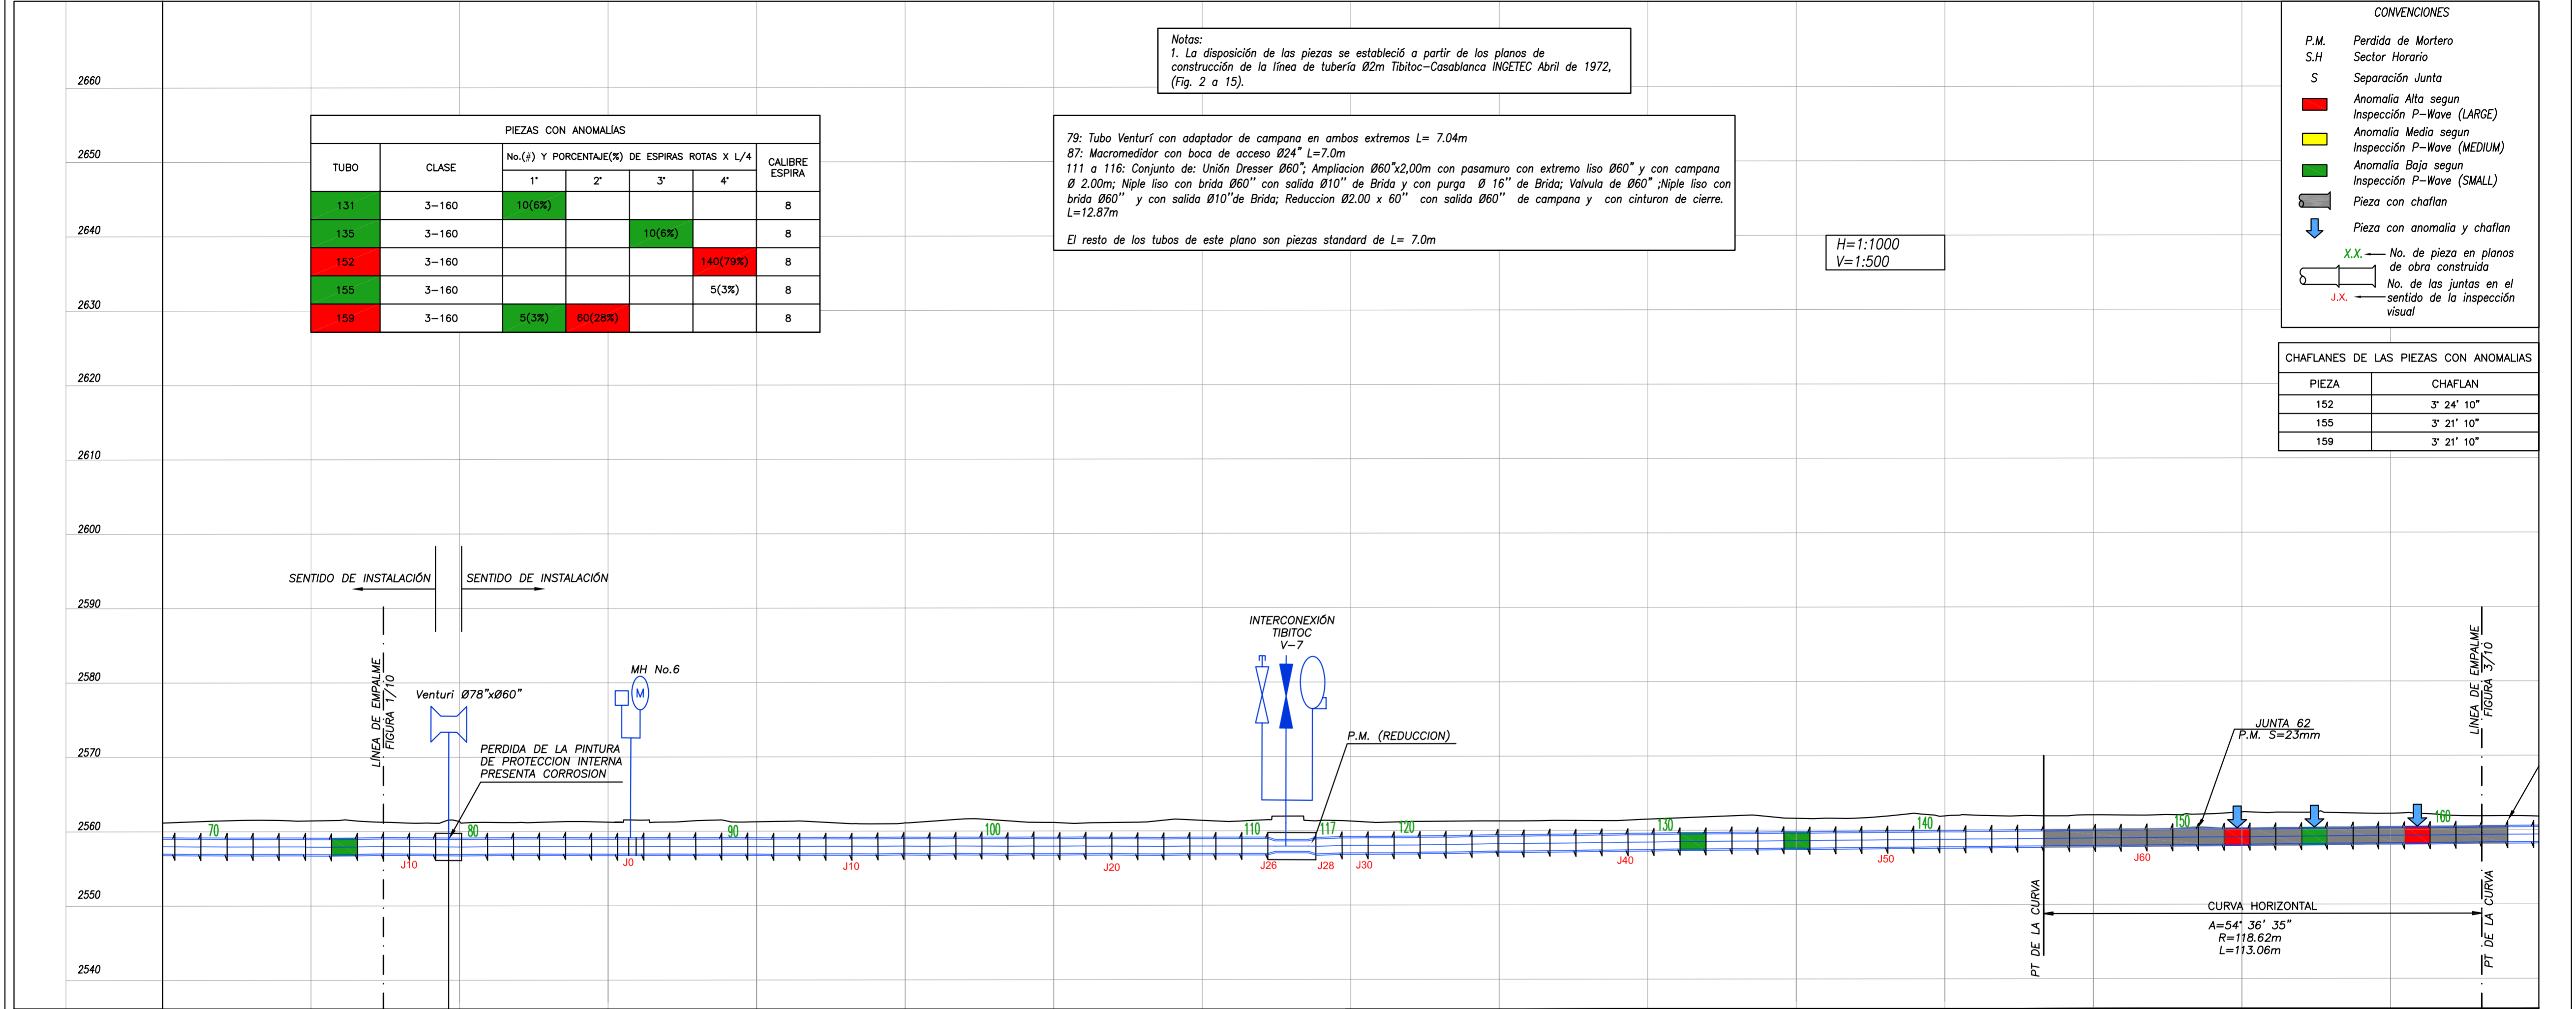 Notas:
1. La disposición de las piezas se estableció a partir de los planos de
construcción de la línea de tubería Ø2m Tibitoc-Casablanca INGETEC Abril de 1972,
(Fig. 2 a 15).
79: Tubo Venturí con adaptador de campana en ambos extremos L= 7.04m
87: Macromedidor con boca de acceso Ø24" L=7.0m
111 a 116: Conjunto de: Unión Dresser Ø60"; Ampliacion Ø60"x2,00m con pasamuro con extremo liso Ø60" y con campana
Ø 2.00m; Niple liso con brida Ø60'' con salida Ø10'' de Brida y con purga Ø 16'' de Brida; Valvula de Ø60" ;Niple liso con
brida Ø60'' y con salida Ø10''de Brida; Reduccion Ø2.00 x 60'' con salida Ø60'' de campana y con cinturon de cierre.
L=12.87m
El resto de los tubos de este plano son piezas standard de L= 7.0m
H=1:1000
V=1:500
PIEZAS CON ANOMALÍAS
TUBO CLASE No.(#) Y PORCENTAJE(%) DE ESPIRAS ROTAS X L/4 CALIBRE ESPIRA
1° 2° 3° 4°
131 3-160 10(6%) 8
135 3-160 10(6%) 8
152 3-160 140(79%) 8
155 3-160 5(3%) 8
159 3-160 5(3%) 60(28%) 8
CONVENCIONES
P.M. Perdida de Mortero
S.H Sector Horario
S Separación Junta
Anomalia Alta segun
Inspección P-Wave (LARGE)
Anomalia Media segun
Inspección P-Wave (MEDIUM)
Anomalia Baja segun
Inspección P-Wave (SMALL)
Pieza con chaflan
Pieza con anomalia y chaflan
X.X. No. de pieza en planos
de obra construida
No. de las juntas en el
J.X. sentido de la inspección
visual
CHAFLANES DE LAS PIEZAS CON ANOMALIAS
PIEZA CHAFLAN
152 3° 24' 10"
155 3° 21' 10"
159 3° 21' 10"
2660
2650
2640
2630
2620
2610
2600
2590
2580
2570
2560
2550
2540
SENTIDO DE INSTALACIÓN
SENTIDO DE INSTALACIÓN
LÍNEA DE EMPALME
FIGURA 1/10
Venturi Ø78"xØ60"
PERDIDA DE LA PINTURA
DE PROTECCION INTERNA
PRESENTA CORROSION
MH No.6
M
INTERCONEXIÓN
TIBITOC
V-7
P.M. (REDUCCION)
JUNTA 62
P.M. S=23mm
LÍNEA DE EMPALME
FIGURA 3/10
70 80 90 100 110 117 120 130 140 150 160
J10 J0 J10 J20 J26 J28 J30 J40 J50 J60
PT DE LA CURVA
CURVA HORIZONTAL
A=54° 36' 35"
R=118.62m
L=113.06m
PT DE LA CURVA